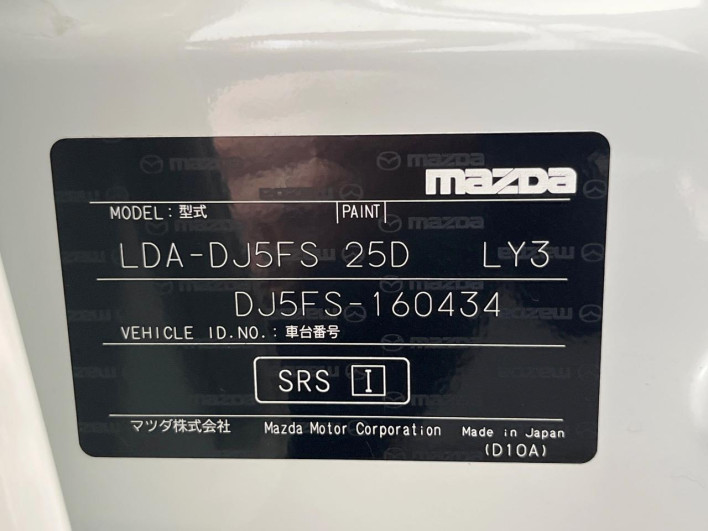 mazda
MODEL: 型式 PAINT
LDA-DJ5FS 25D LY3
DJ5FS-160434
VEHICLE ID.NO.: 車台番号
SRS I
マツダ株式会社 Mazda Motor Corporation Made in Japan
(D10A)